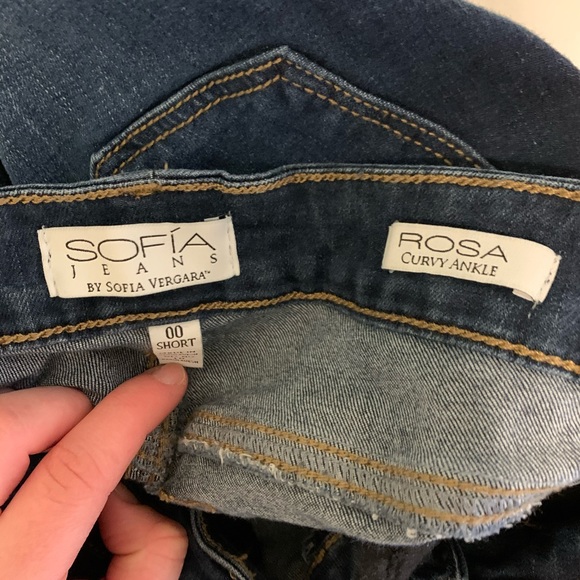 SOFÍA
JEANS
BY SOFIA VERGARA™
ROSA
CURVY ANKLE
00
SHORT